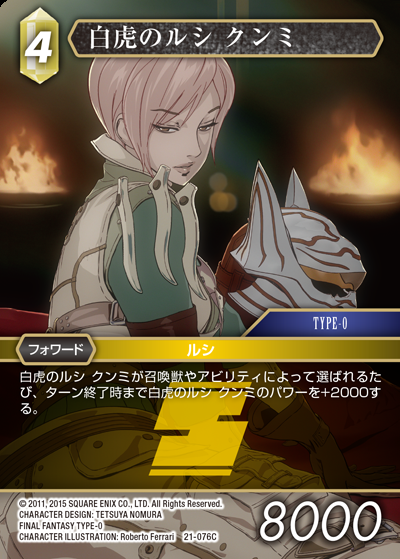 4
白虎のルシ クンミ
TYPE-0
フォワード
ルシ
白虎のルシ クンミが召喚獣やアビリティによって選ばれるた
び、ターン終了時まで白虎のルシ クンミのパワーを+2000す
る。
© 2011, 2015 SQUARE ENIX CO., LTD. All Rights Reserved.
CHARACTER DESIGN: TETSUYA NOMURA
FINAL FANTASY TYPE-0
CHARACTER ILLUSTRATION: Roberto Ferrari 21-076C
8000